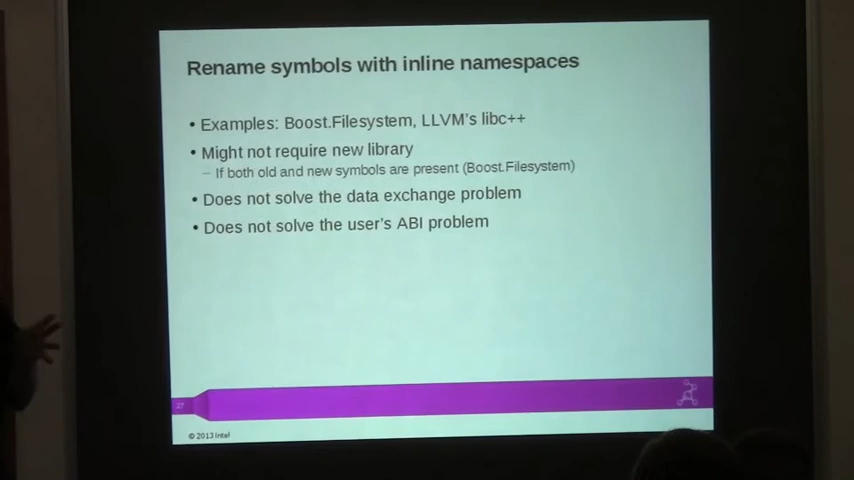 Rename symbols with inline namespaces
• Examples: Boost.Filesystem, LLVM's libc++
• Might not require new library
– If both old and new symbols are present (Boost.Filesystem)
• Does not solve the data exchange problem
• Does not solve the user's ABI problem
27
© 2013 Intel